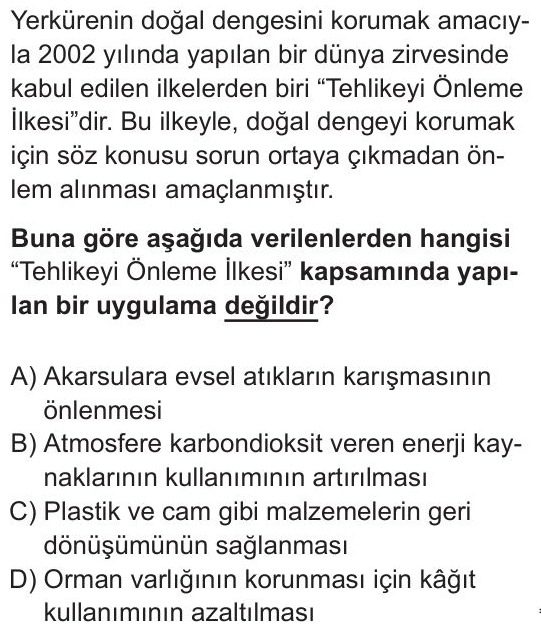 Yerkürenin doğal dengesini korumak amacıy-
la 2002 yılında yapılan bir dünya zirvesinde
kabul edilen ilkelerden biri “Tehlikeyi Önleme
İlkesi”dir. Bu ilkeyle, doğal dengeyi korumak
için söz konusu sorun ortaya çıkmadan ön-
lem alınması amaçlanmıştır.
Buna göre aşağıda verilenlerden hangisi
“Tehlikeyi Önleme İlkesi” kapsamında yapı-
lan bir uygulama değildir?
A) Akarsulara evsel atıkların karışmasının
önlenmesi
B) Atmosfere karbondioksit veren enerji kay-
naklarının kullanımının artırılması
C) Plastik ve cam gibi malzemelerin geri
dönüşümünün sağlanması
D) Orman varlığının korunması için kâğıt
kullanımının azaltılması